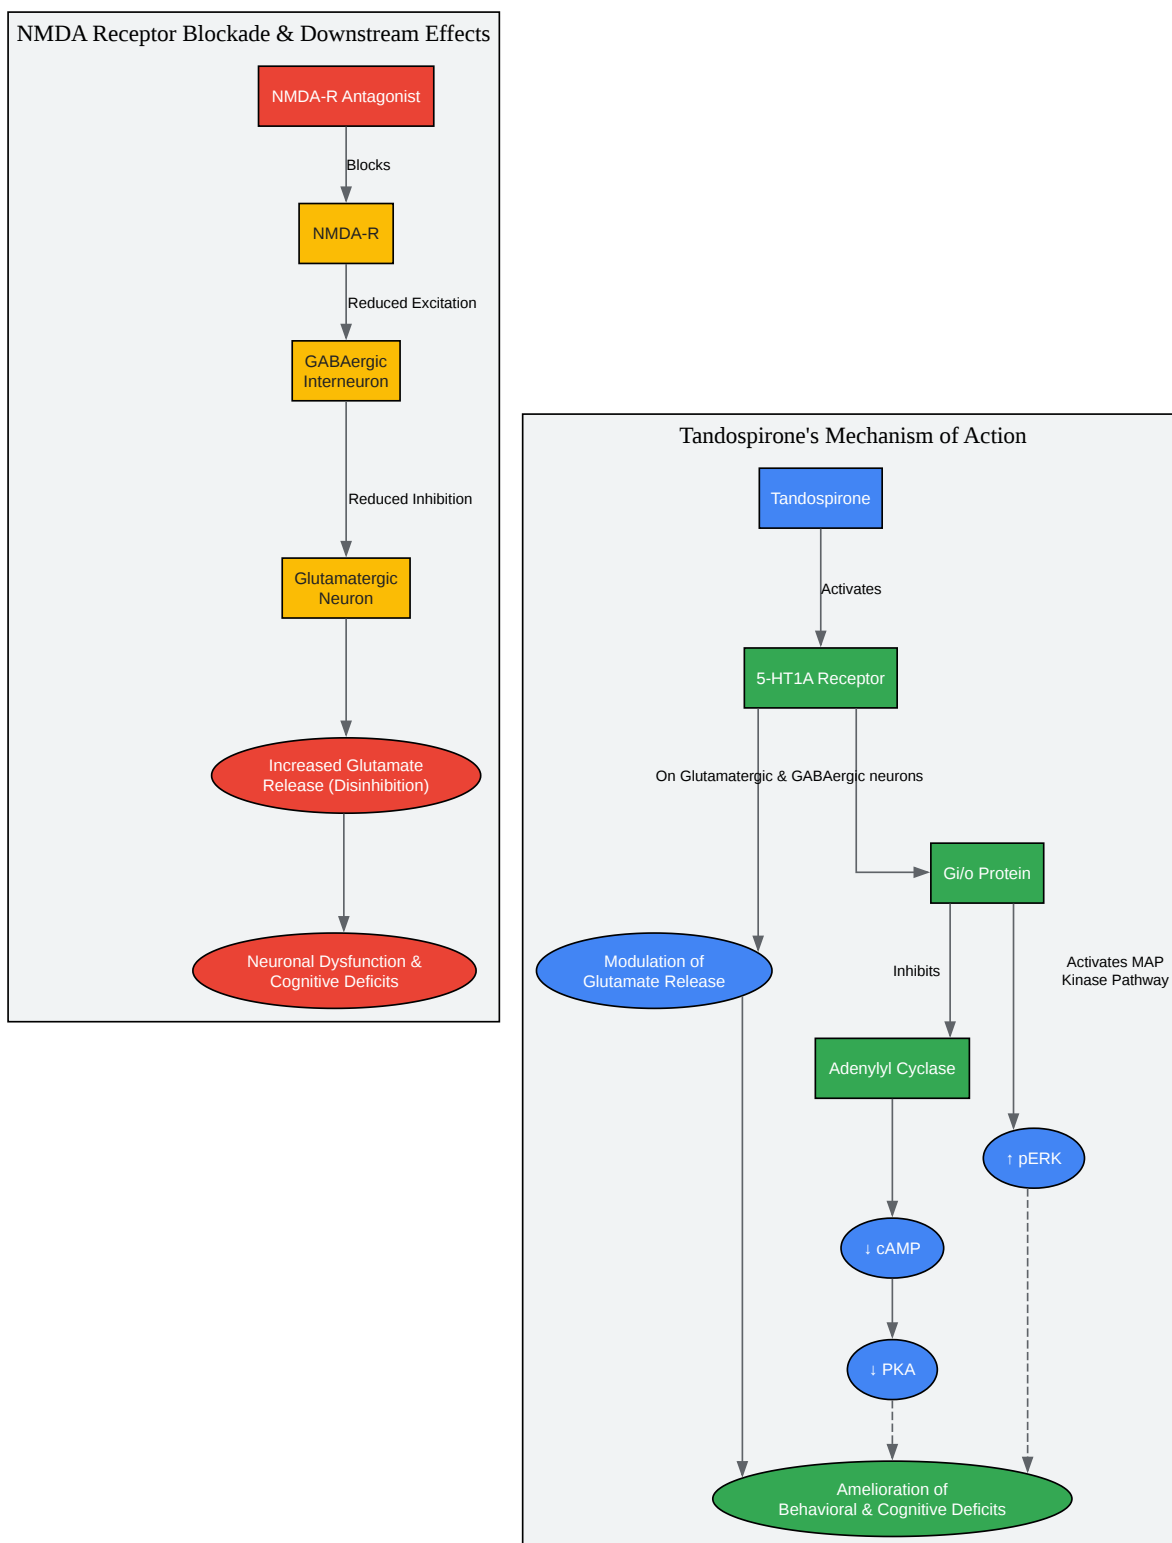 NMDA Receptor Blockade & Downstream Effects
NMDA-R Antagonist
Blocks
NMDA-R
Reduced Excitation
GABAergic
Interneuron
Reduced Inhibition
Glutamatergic
Neuron
Increased Glutamate
Release (Disinhibition)
Neuronal Dysfunction &
Cognitive Deficits
Tandospirone's Mechanism of Action
Tandospirone
Activates
5-HT1A Receptor
On Glutamatergic & GABAergic neurons
Gi/o Protein
Modulation of
Glutamate Release
Inhibits
Activates MAP
Kinase Pathway
Adenylyl Cyclase
↑ pERK
↓ cAMP
↓ PKA
Amelioration of
Behavioral & Cognitive Deficits